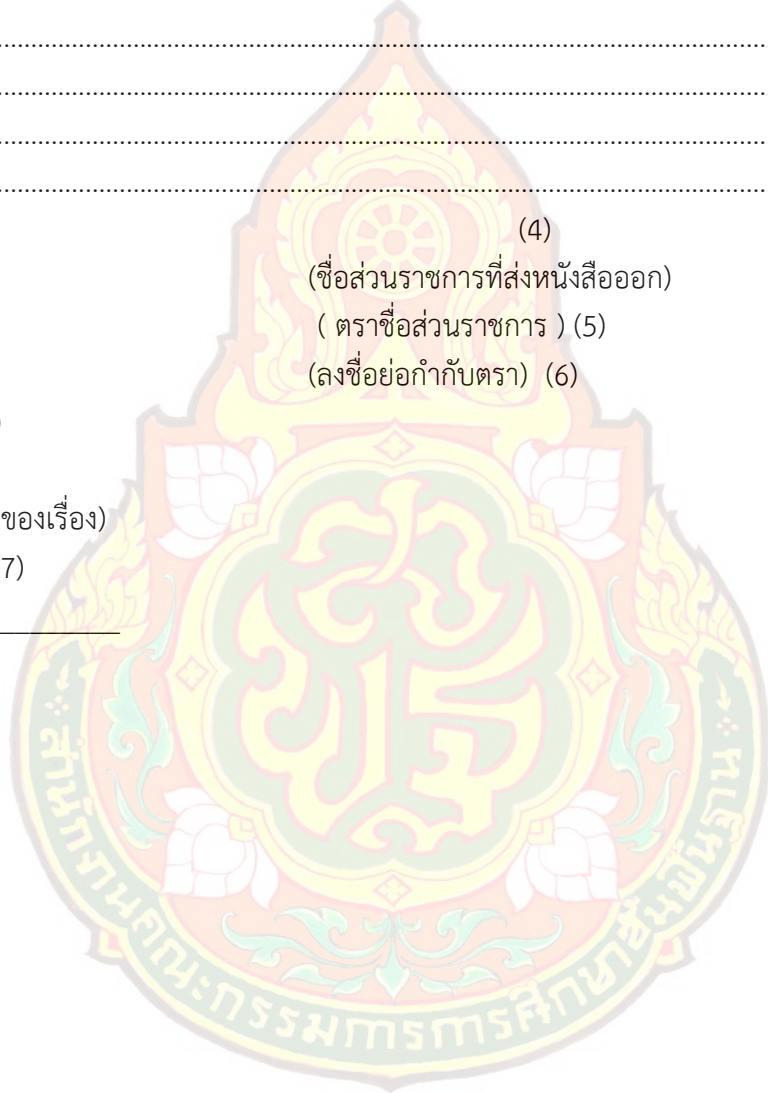 ................................................................................
................................................................................
................................................................................
................................................................................
(4)
(ชื่อส่วนราชการที่ส่งหนังสือออก)
( ตราชื่อส่วนราชการ ) (5)
(ลงชื่อย่อกำกับตรา) (6)
)
ของเรื่อง)
7)
สพฐ
สำนักงานคณะกรรมการการศึกษาขั้นพื้นฐาน